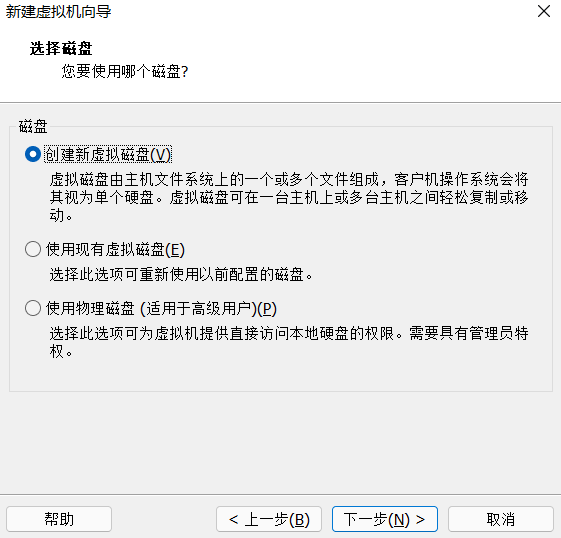 新建虚拟机向导
选择磁盘
您要使用哪个磁盘?
磁盘
创建新虚拟磁盘(V)
虚拟磁盘由主机文件系统上的一个或多个文件组成，客户机操作系统会将
其视为单个硬盘。虚拟磁盘可在一台主机上或多台主机之间轻松复制或移
动。
使用现有虚拟磁盘(E)
选择此选项可重新使用以前配置的磁盘。
使用物理磁盘 (适用于高级用户)(P)
选择此选项可为虚拟机提供直接访问本地硬盘的权限。需要具有管理员特
权。
帮助
< 上一步(B)
下一步(N) >
取消